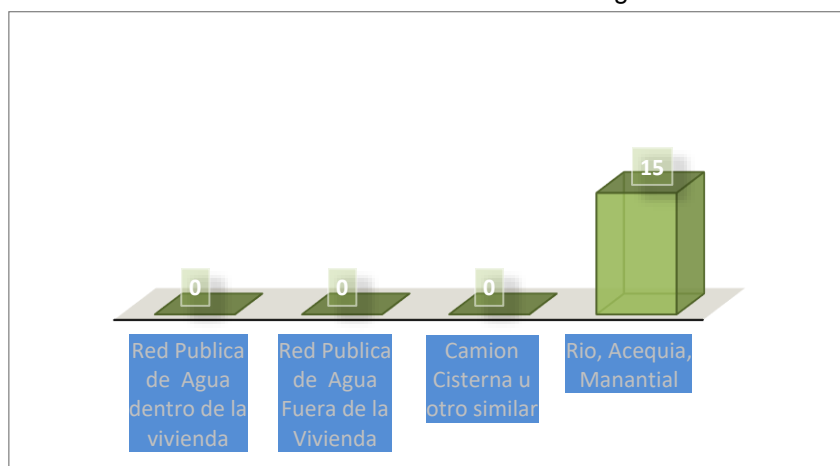 15
0
0
0
Red Publica
de Agua
dentro de la
vivienda
Red Publica
de Agua
Fuera de la
Vivienda
Camion
Cisterna u
otro similar
Rio, Acequia,
Manantial